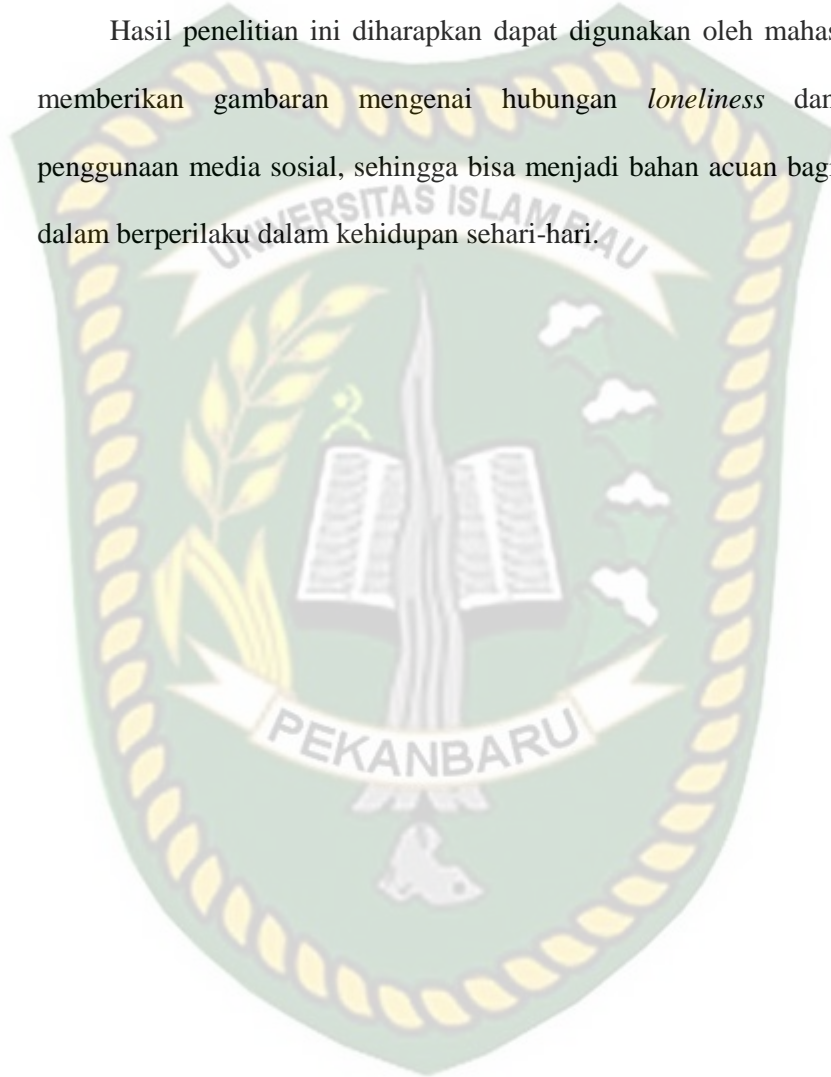 Hasil penelitian ini diharapkan dapat digunakan oleh mahas
memberikan gambaran mengenai hubungan loneliness dan
penggunaan media sosial, sehingga bisa menjadi bahan acuan bagi
UNIVERSITAS ISLAM RIAU
dalam berperilaku dalam kehidupan sehari-hari.
PEKANBARU